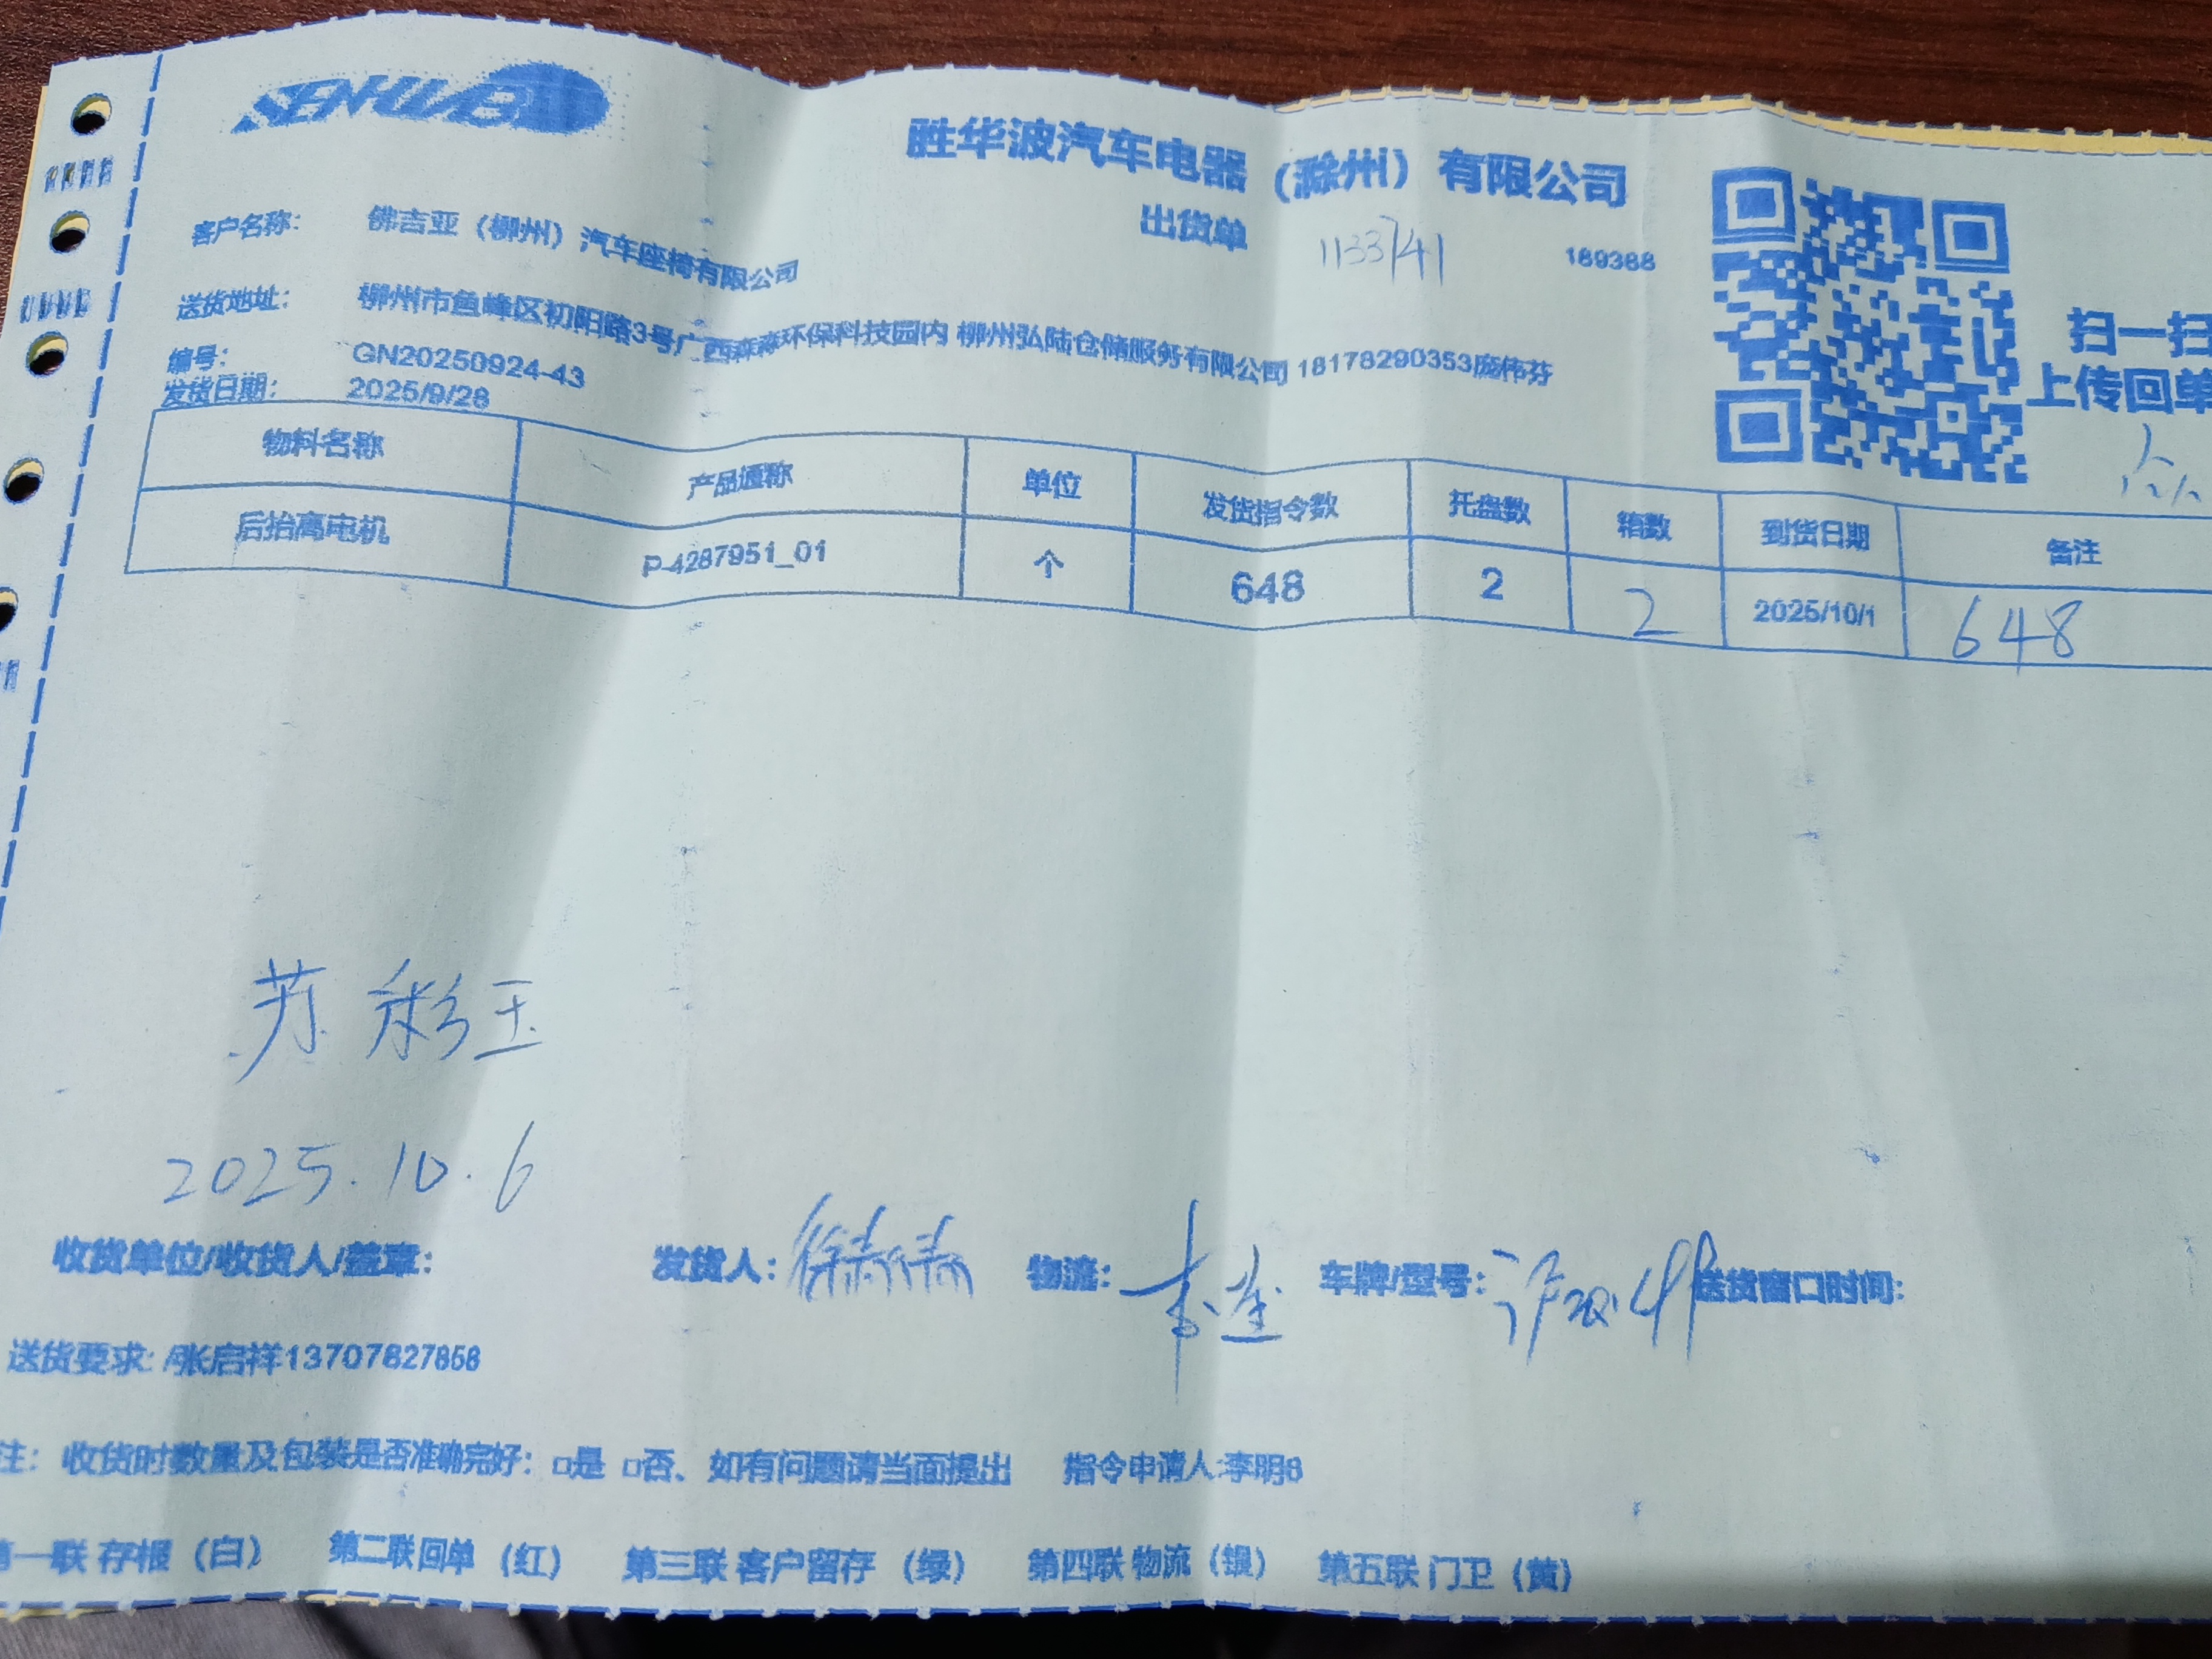 SENHWBO
胜华波汽车电器（滁州）有限公司
出货单
1133741
189388
客户名称： 佛吉亚（柳州）汽车座椅有限公司
送货地址： 柳州市鱼峰区初阳路3号广西森淼环保科技园内 柳州弘陆仓储服务有限公司 18178290353庞伟芬
编号： GN20250924-43
发货日期： 2025/9/28
扫一扫
上传回单
物料名称 产品通称 单位 发货指令数 托盘数 箱数 到货日期 备注
后抬高电机 P-4287951_01 个 648 2 2 2025/10/1 648
苏彩玉
2025.10.6
收货单位/收货人/盖章： 发货人： 物流： 车牌/型号： 送货窗口时间：
送货要求: /张启祥13707827858
注：收货时数量及包装是否准确完好：□是 □否、如有问题请当面提出 指令申请人:李明8
第一联 存根（白） 第二联 回单（红） 第三联 客户留存（绿） 第四联 物流（银） 第五联 门卫（黄）